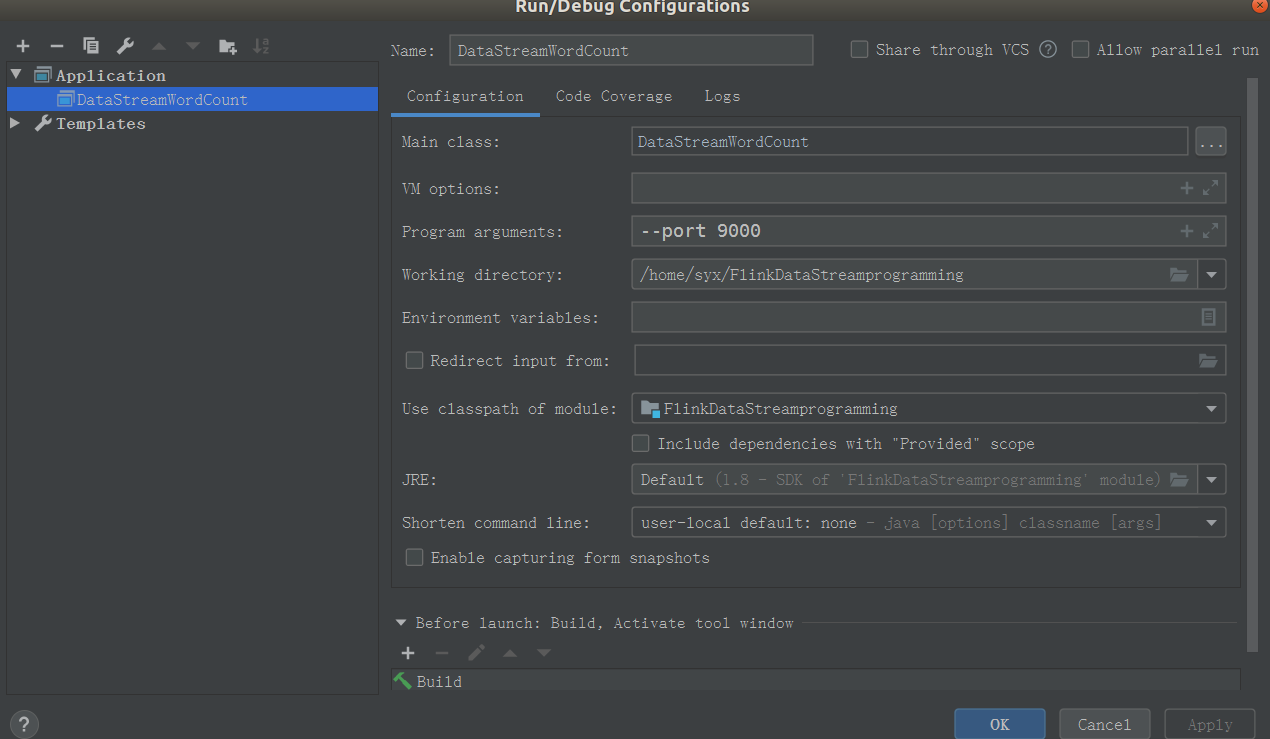 Run/Debug Configurations
Application
DataStreamWordCount
Templates
Name: DataStreamWordCount
Share through VCS ? Allow parallel run
Configuration Code Coverage Logs
Main class: DataStreamWordCount ...
VM options:
Program arguments: --port 9000
Working directory: /home/syx/FlinkDataStreamprogramming
Environment variables:
Redirect input from:
Use classpath of module: FlinkDataStreamprogramming
Include dependencies with "Provided" scope
JRE: Default (1.8 - SDK of 'FlinkDataStreamprogramming' module)
Shorten command line: user-local default: none - java [options] classname [args]
Enable capturing form snapshots
Before launch: Build, Activate tool window
Build
? OK Cancel Apply